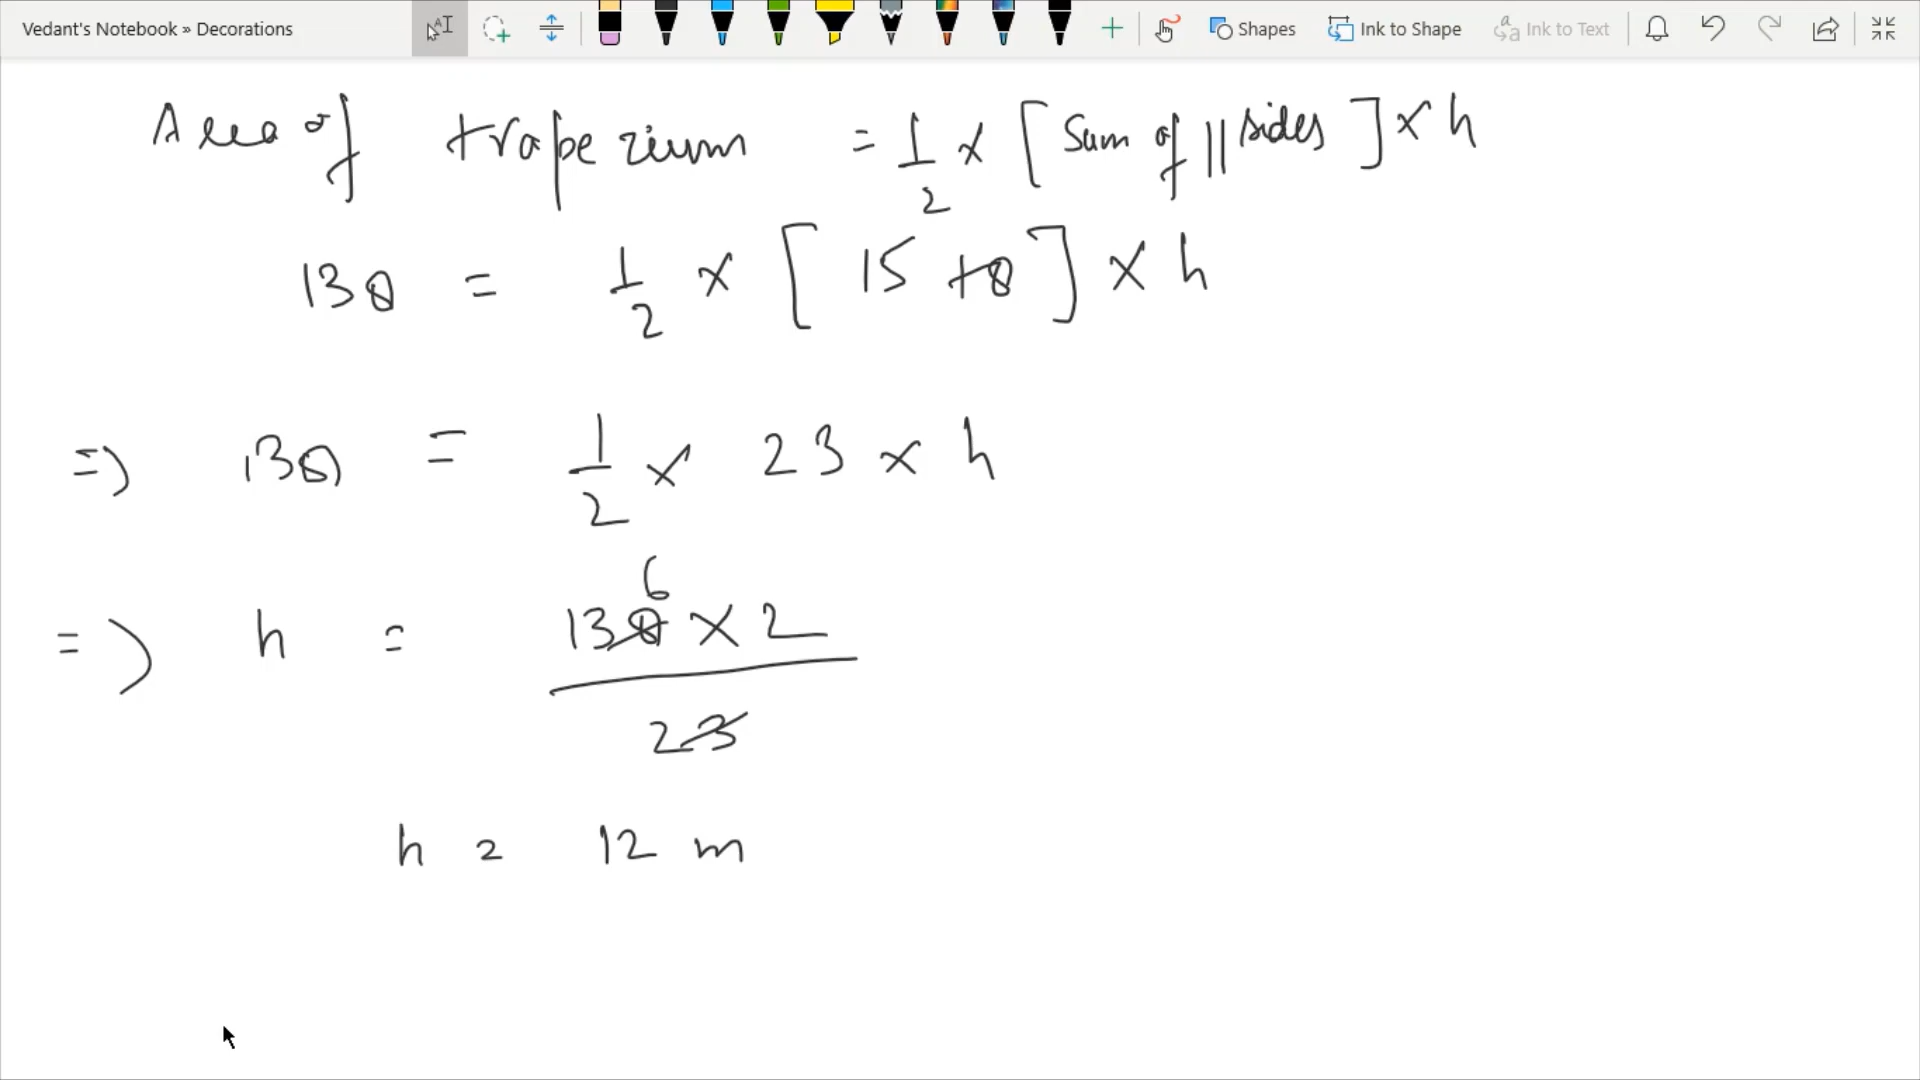 Vedant's Notebook » Decorations
Shapes
Ink to Shape
Ink to Text
Area of trapezium = 1/2 × [Sum of || sides] × h
138 = 1/2 × [15 + 8] × h
=) 138 = 1/2 × 23 × h
6
=) h = 138 × 2 / 23
h = 12 m